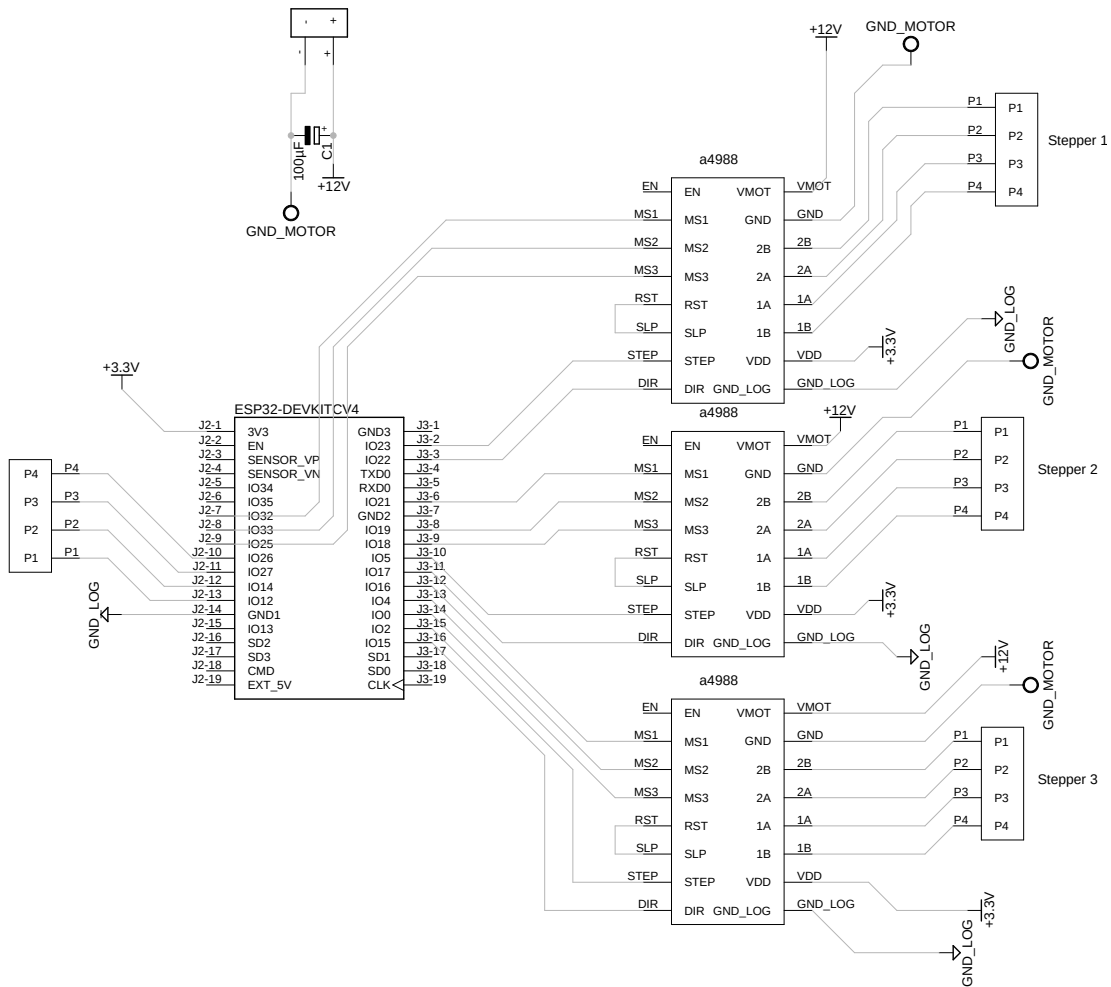 - +
- +
100µF
C1
+
+12V
GND_MOTOR
+12V
GND_MOTOR
a4988
EN EN VMOT VMOT
MS1 MS1 GND GND
MS2 MS2 2B 2B
MS3 MS3 2A 2A
RST RST 1A 1A
SLP SLP 1B 1B
STEP STEP VDD VDD
DIR DIR GND_LOG GND_LOG
P1 P1
P2 P2
P3 P3
P4 P4
Stepper 1
+3.3V
GND_LOG
GND_MOTOR
+12V
a4988
EN EN VMOT VMOT
MS1 MS1 GND GND
MS2 MS2 2B 2B
MS3 MS3 2A 2A
RST RST 1A 1A
SLP SLP 1B 1B
STEP STEP VDD VDD
DIR DIR GND_LOG GND_LOG
P1 P1
P2 P2
P3 P3
P4 P4
Stepper 2
+3.3V
GND_LOG
+12V
GND_MOTOR
a4988
EN EN VMOT VMOT
MS1 MS1 GND GND
MS2 MS2 2B 2B
MS3 MS3 2A 2A
RST RST 1A 1A
SLP SLP 1B 1B
STEP STEP VDD VDD
DIR DIR GND_LOG GND_LOG
P1 P1
P2 P2
P3 P3
P4 P4
Stepper 3
+3.3V
GND_LOG
+3.3V
ESP32-DEVKITCV4
J2-1 3V3 GND3 J3-1
J2-2 EN IO23 J3-2
J2-3 SENSOR_VP IO22 J3-3
J2-4 SENSOR_VN TXD0 J3-4
J2-5 IO34 RXD0 J3-5
J2-6 IO35 IO21 J3-6
J2-7 IO32 GND2 J3-7
J2-8 IO33 IO19 J3-8
J2-9 IO25 IO18 J3-9
J2-10 IO26 IO5 J3-10
J2-11 IO27 IO17 J3-11
J2-12 IO14 IO16 J3-12
J2-13 IO12 IO4 J3-13
J2-14 GND1 IO0 J3-14
J2-15 IO13 IO2 J3-15
J2-16 SD2 IO15 J3-16
J2-17 SD3 SD1 J3-17
J2-18 CMD SD0 J3-18
J2-19 EXT_5V CLK J3-19
P4 P4
P3 P3
P2 P2
P1 P1
GND_LOG